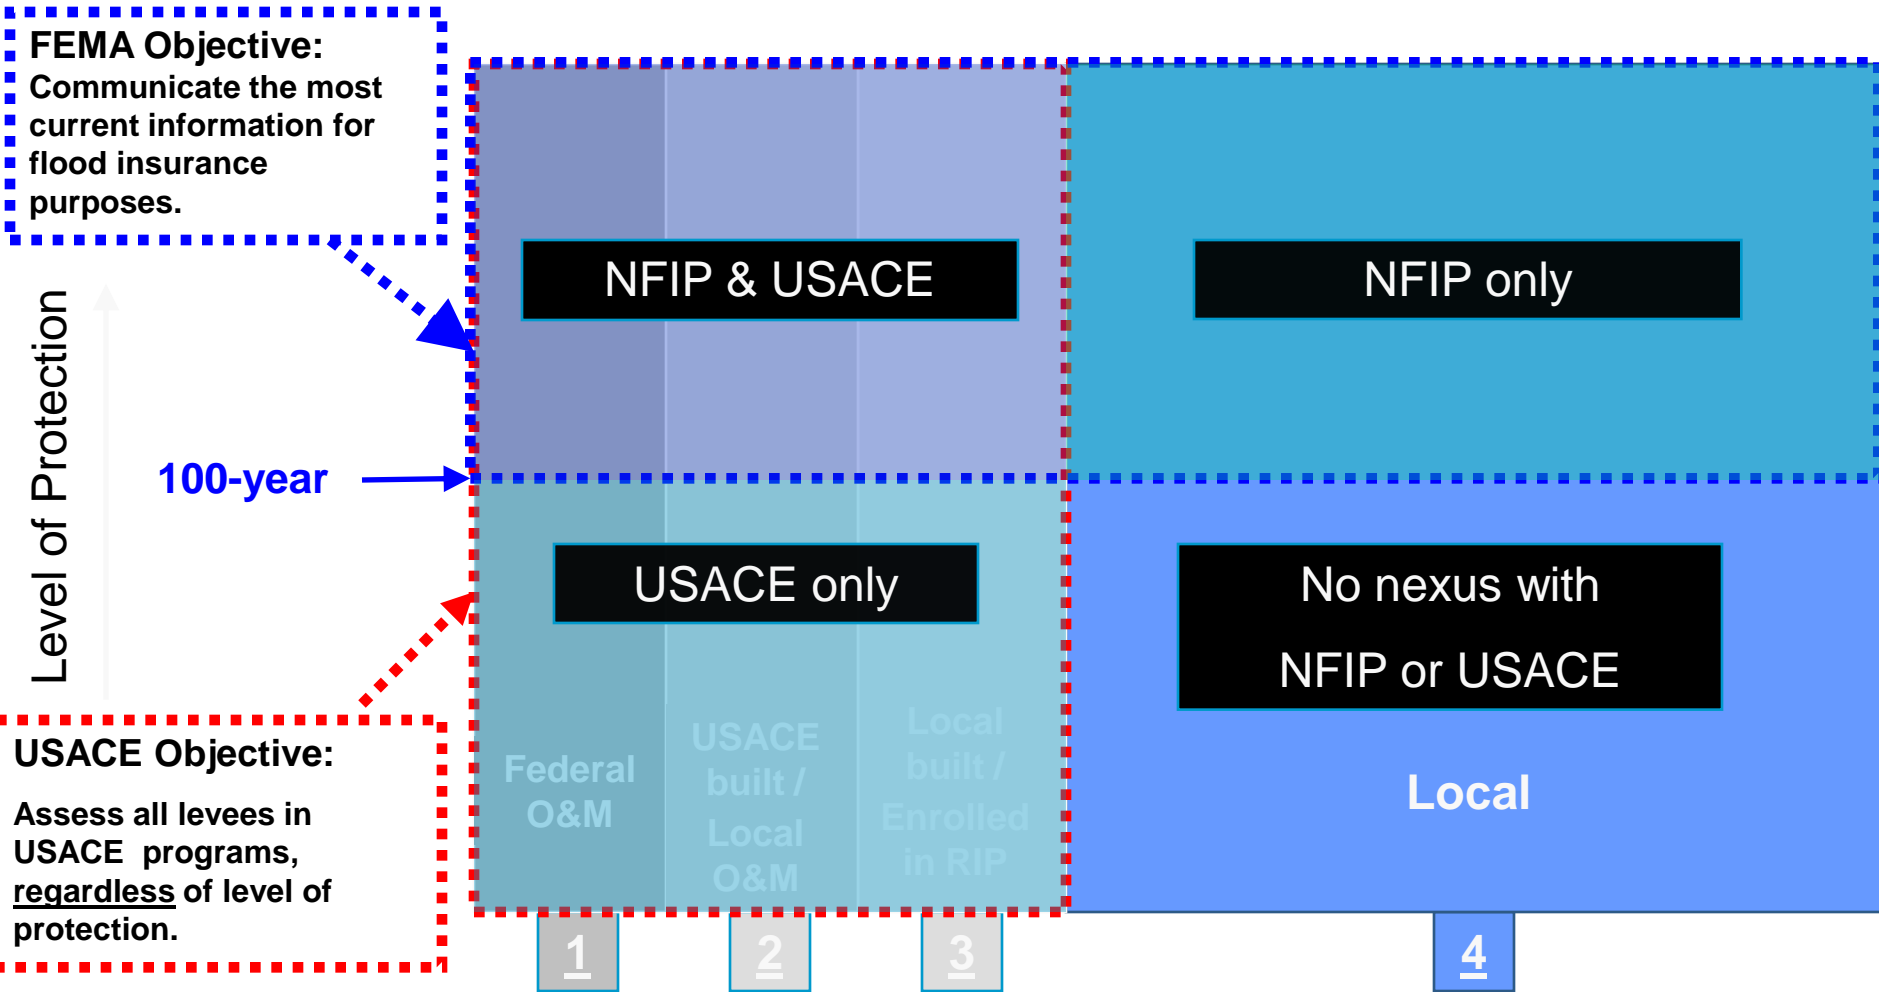 FEMA Objective:
Communicate the most
current information for
flood insurance
purposes.
NFIP & USACE
NFIP only
Level of Protection
100-year
USACE only
No nexus with
NFIP or USACE
USACE Objective:
Assess all levees in
USACE programs,
regardless of level of
protection.
Federal
O&M
USACE
built /
Local
O&M
Local
built /
Enrolled
in RIP
Local
1
2
3
4